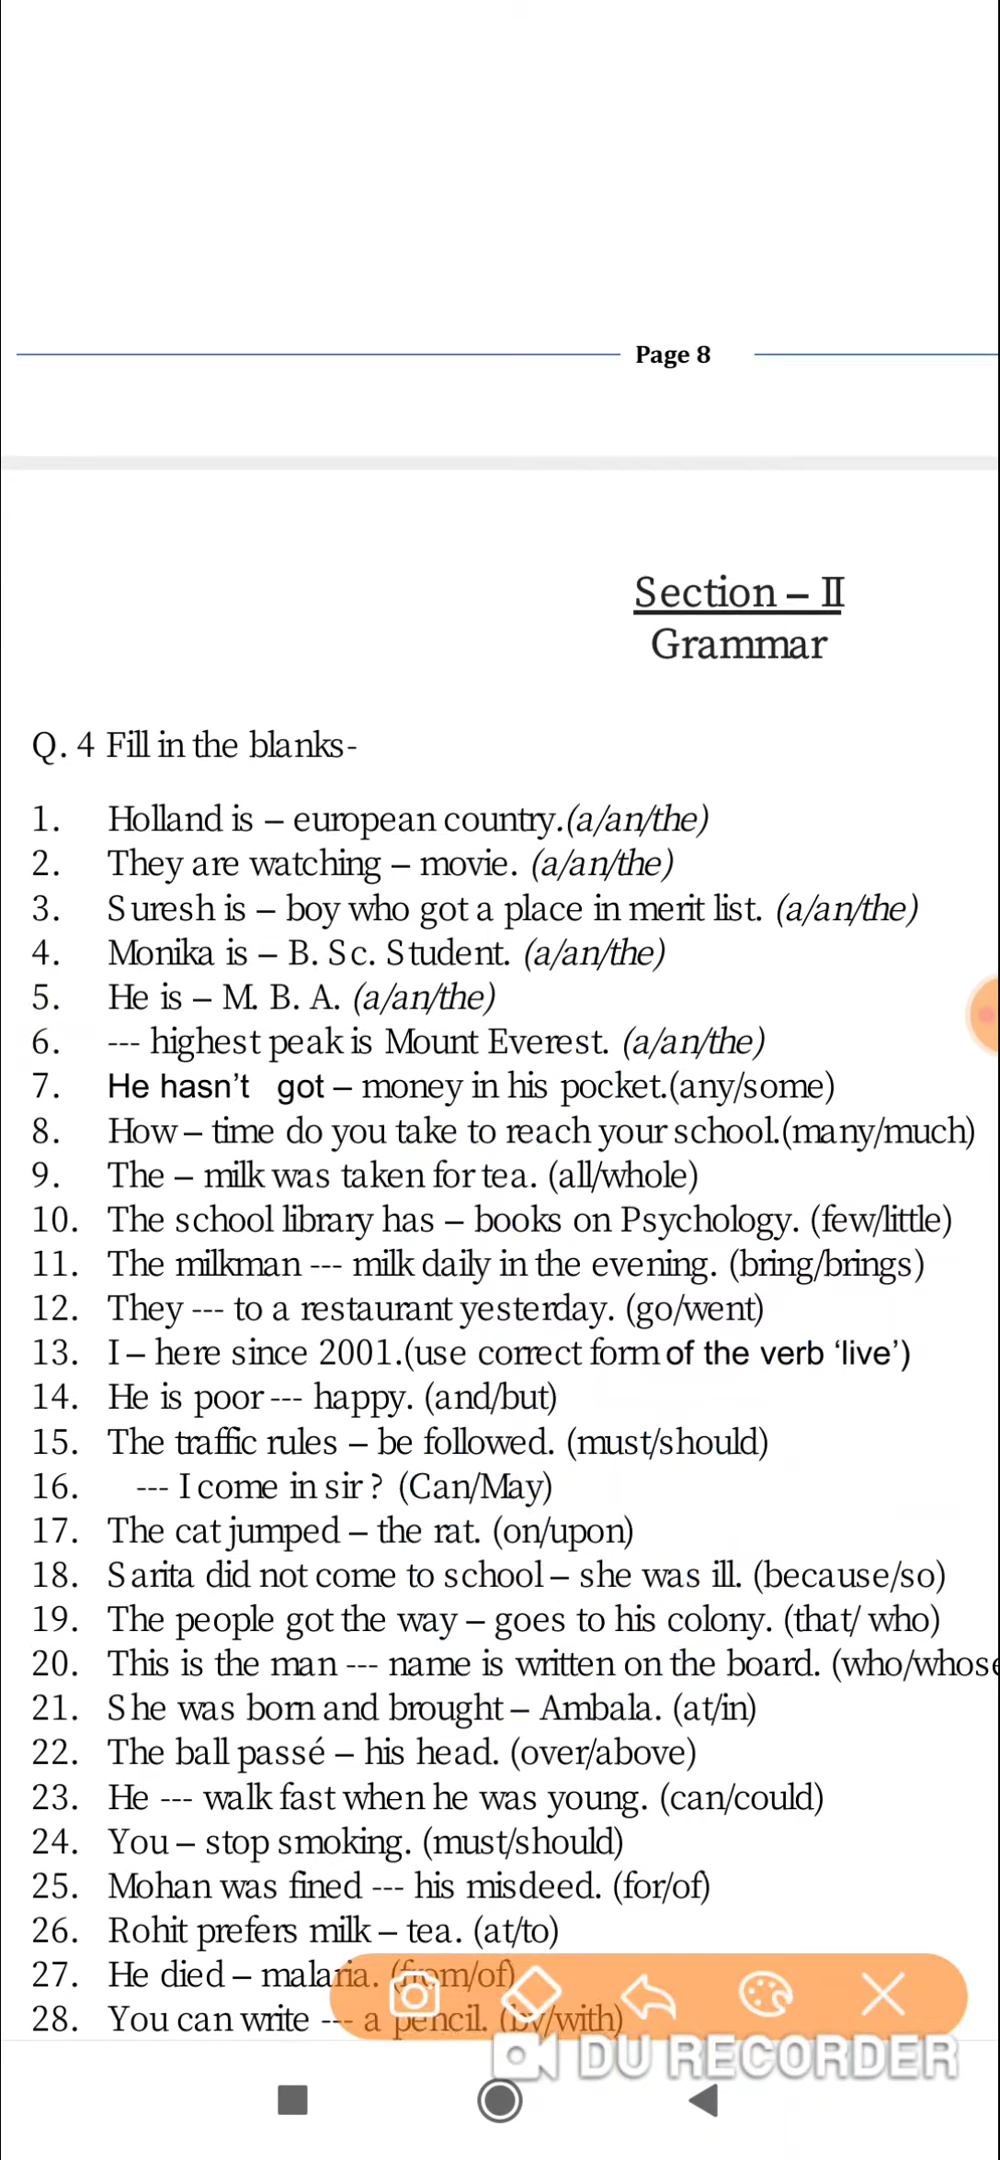 Page 8
Section – II
Grammar
Q. 4 Fill in the blanks-
1. Holland is – european country.(a/an/the)
2. They are watching – movie. (a/an/the)
3. Suresh is – boy who got a place in merit list. (a/an/the)
4. Monika is – B. Sc. Student. (a/an/the)
5. He is – M. B. A. (a/an/the)
6. --- highest peak is Mount Everest. (a/an/the)
7. He hasn’t got – money in his pocket.(any/some)
8. How – time do you take to reach your school.(many/much)
9. The – milk was taken for tea. (all/whole)
10. The school library has – books on Psychology. (few/little)
11. The milkman --- milk daily in the evening. (bring/brings)
12. They --- to a restaurant yesterday. (go/went)
13. I – here since 2001.(use correct form of the verb ‘live’)
14. He is poor --- happy. (and/but)
15. The traffic rules – be followed. (must/should)
16. --- I come in sir ? (Can/May)
17. The cat jumped – the rat. (on/upon)
18. Sarita did not come to school – she was ill. (because/so)
19. The people got the way – goes to his colony. (that/ who)
20. This is the man --- name is written on the board. (who/whose
21. She was born and brought – Ambala. (at/in)
22. The ball passé – his head. (over/above)
23. He --- walk fast when he was young. (can/could)
24. You – stop smoking. (must/should)
25. Mohan was fined --- his misdeed. (for/of)
26. Rohit prefers milk – tea. (at/to)
27. He died – malaria. (from/of)
28. You can write --- a pencil. (by/with)
DU RECORDER